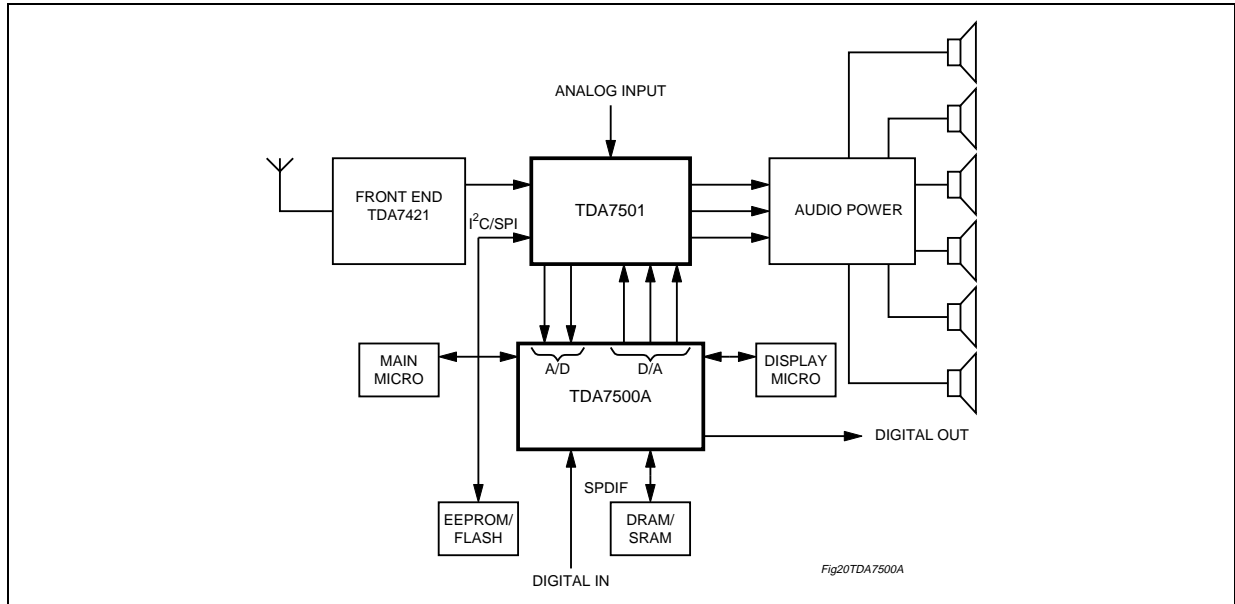 ANALOG INPUT
FRONT END
TDA7421
I²C/SPI
TDA7501
AUDIO POWER
MAIN
MICRO
A/D
D/A
TDA7500A
DISPLAY
MICRO
DIGITAL OUT
SPDIF
EEPROM/
FLASH
DRAM/
SRAM
DIGITAL IN
Fig20TDA7500A